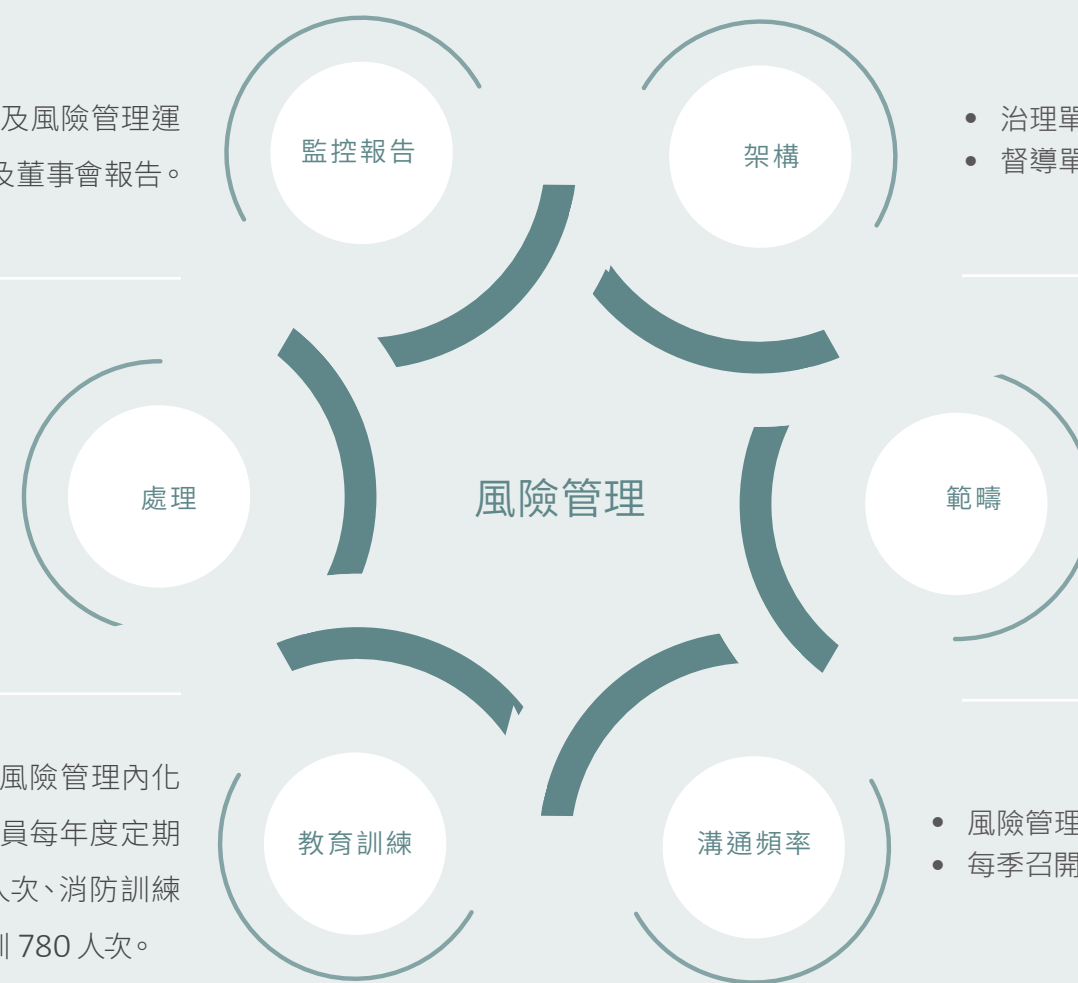 監控報告
架構
及風險管理運
及董事會報告。
• 治理單
• 督導單
處理
風險管理
範疇
風險管理內化
員每年度定期
人次、消防訓練
780 人次。
教育訓練
溝通頻率
• 風險管理
• 每季召開